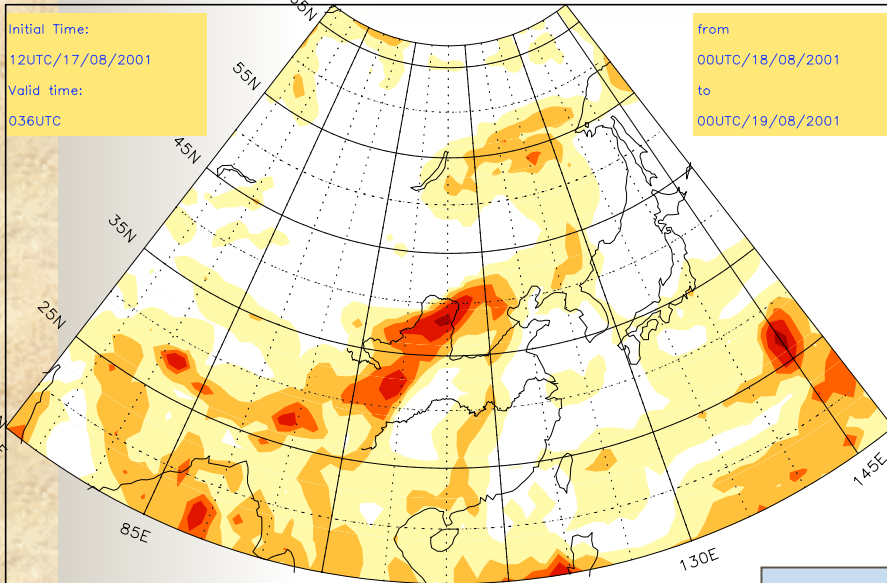 Initial Time:
12UTC/17/08/2001
Valid time:
036UTC
from
00UTC/18/08/2001
to
00UTC/19/08/2001
55N
45N
35N
25N
85E
130E
145E